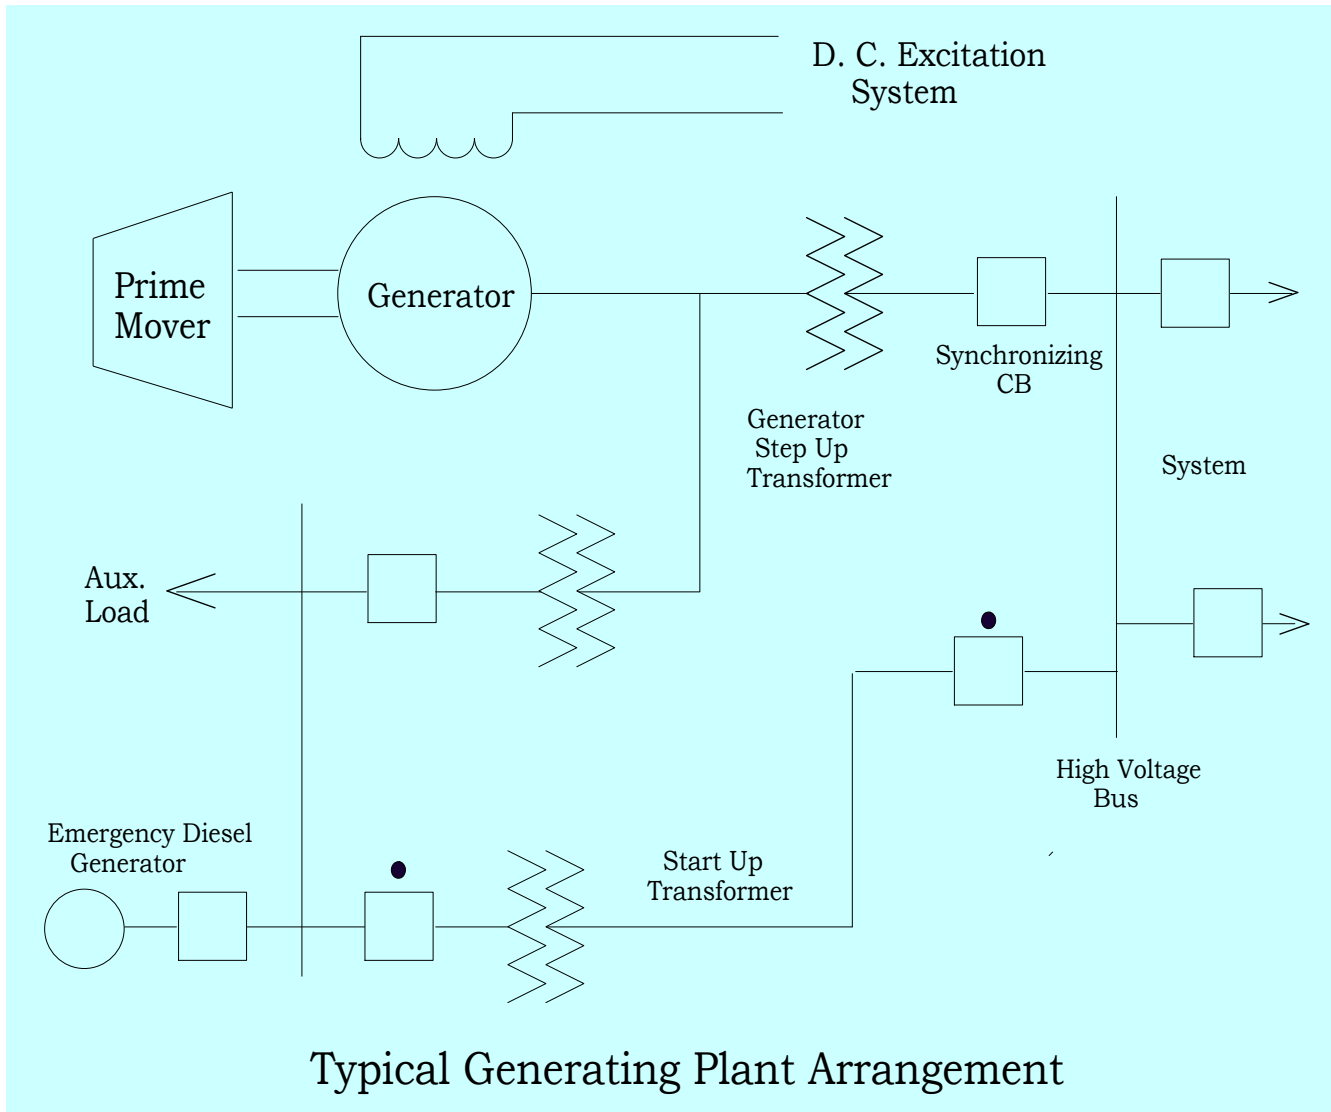 D. C. Excitation
System
Prime
Mover
Generator
Synchronizing
CB
Generator
Step Up
Transformer
System
Aux.
Load
High Voltage
Bus
Emergency Diesel
Generator
Start Up
Transformer
Typical Generating Plant Arrangement